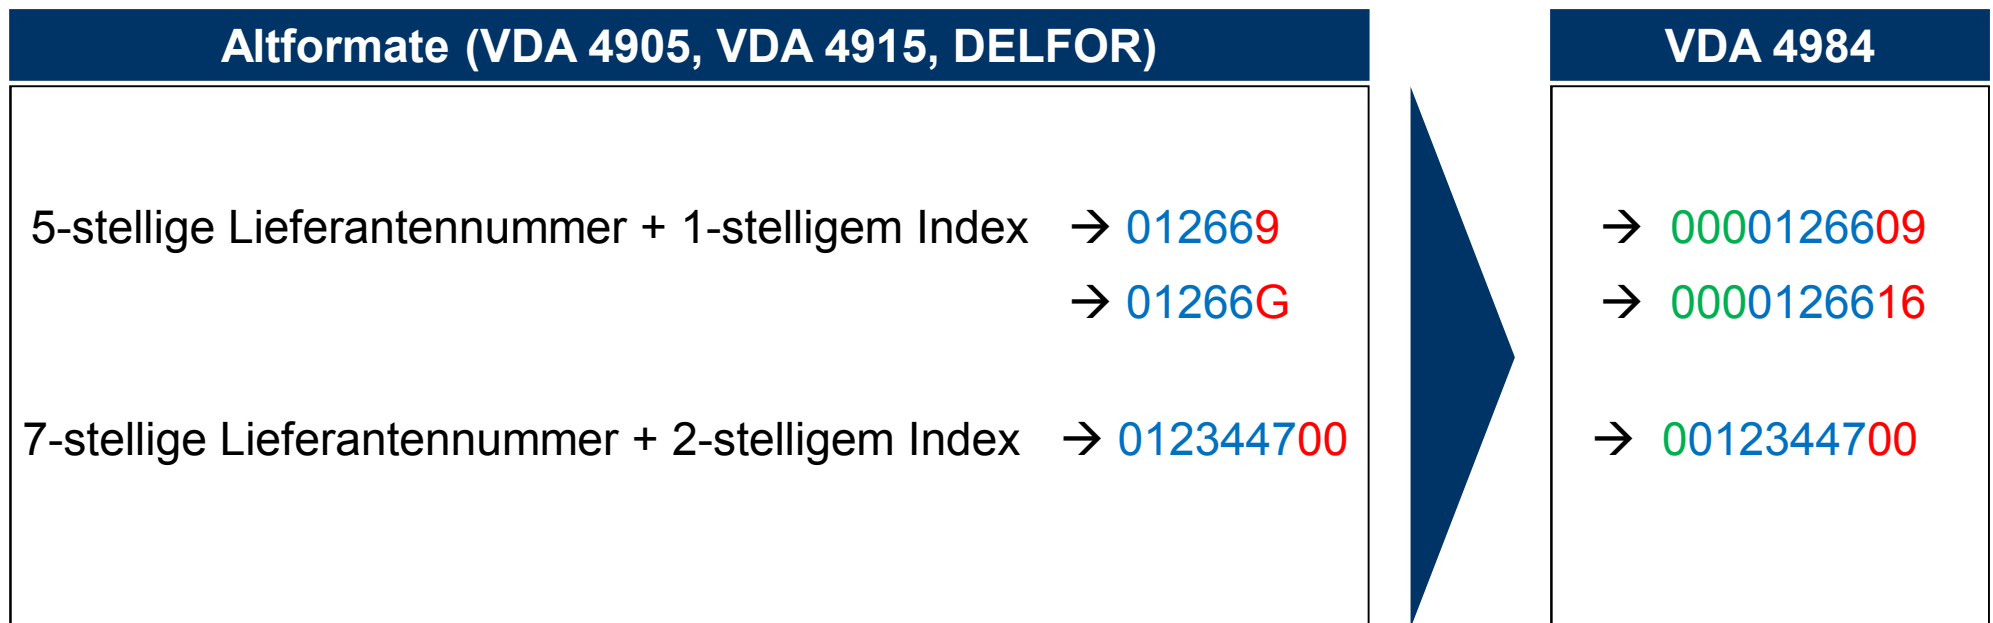 Altformate (VDA 4905, VDA 4915, DELFOR)
VDA 4984
5-stellige Lieferantennummer + 1-stelligem Index → 012669 → 0000126609
→ 01266G → 0000126616
7-stellige Lieferantennummer + 2-stelligem Index → 012344700 → 0012344700